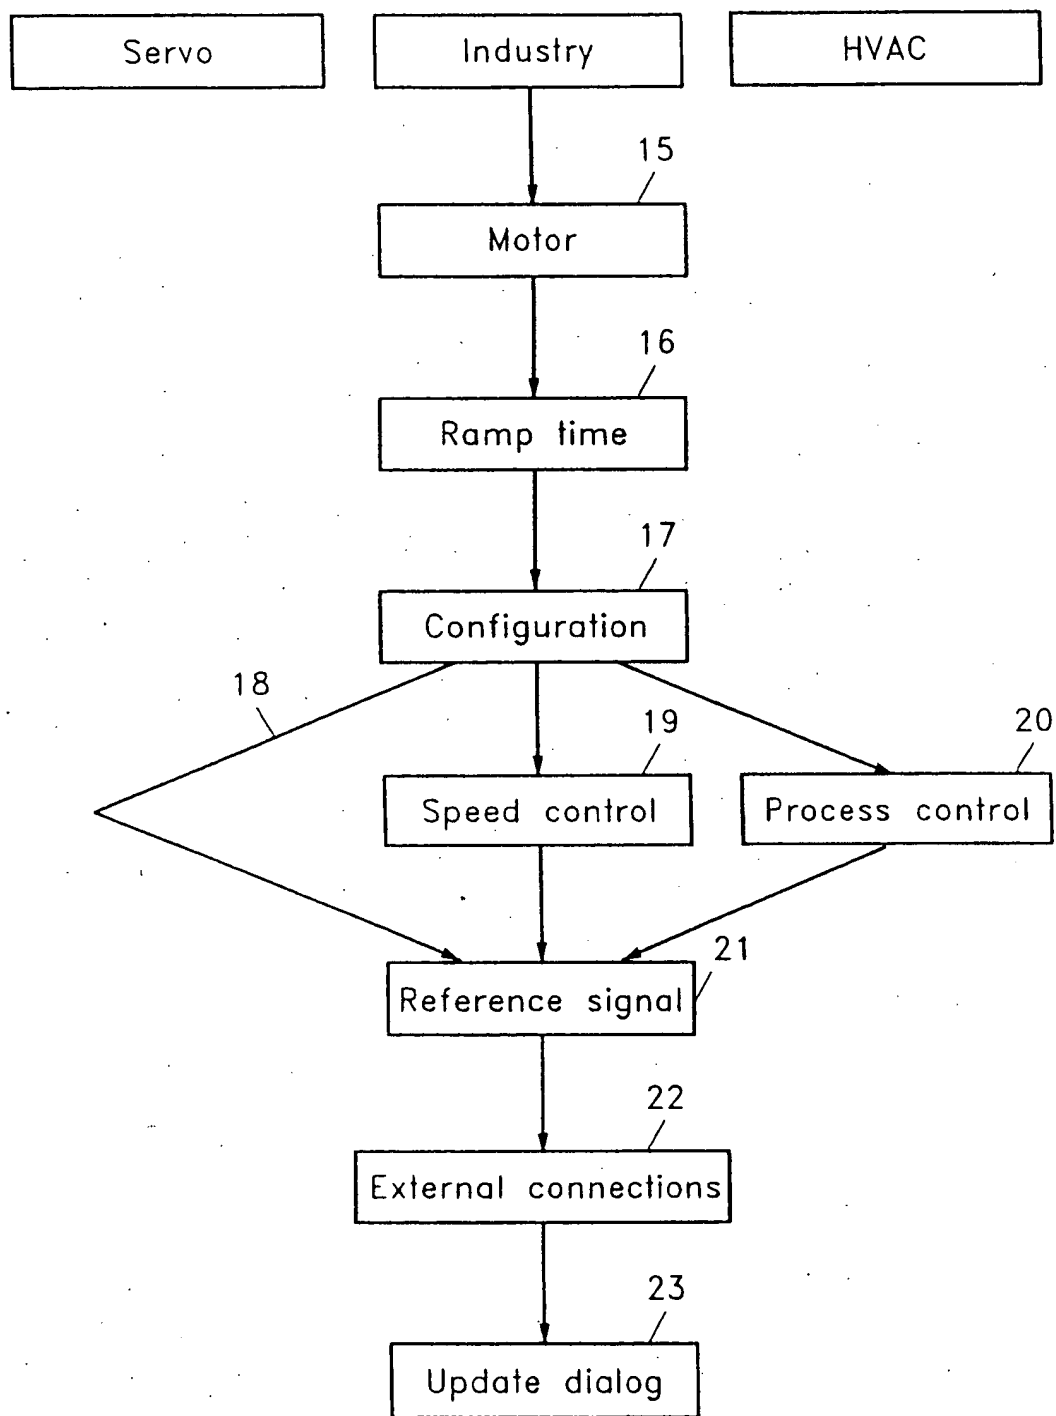 Servo
Industry
HVAC
15
Motor
16
Ramp time
17
Configuration
18
19
20
Speed control
Process control
21
Reference signal
22
External connections
23
Update dialog